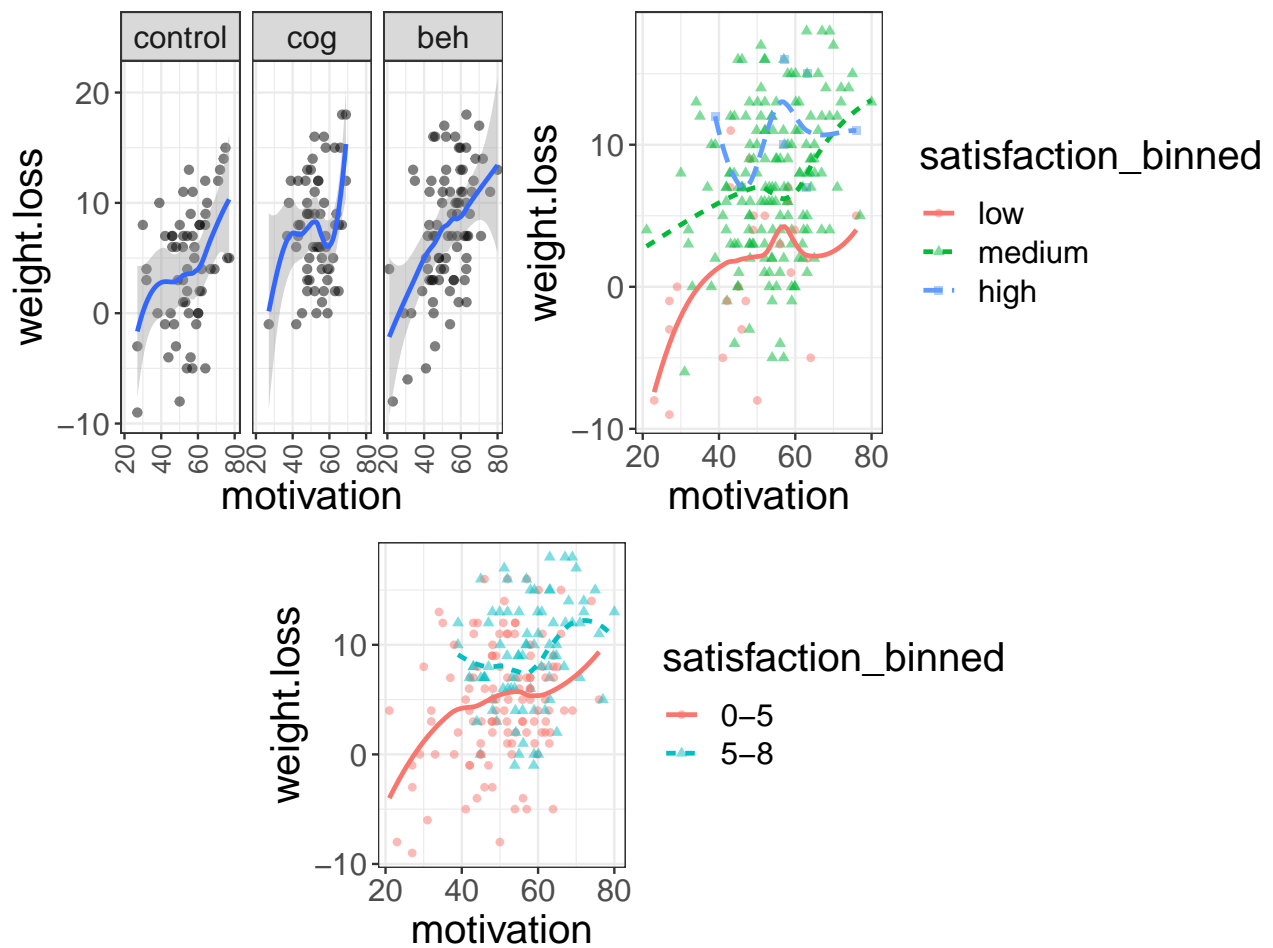 control cog beh
20
10
0
−10
weight.loss
20 40 60 80 20 40 60 80 20 40 60 80
motivation
10
0
−10
weight.loss
20 40 60
motivation
satisfaction_binned
low
medium
high
10
0
−10
weight.loss
20 40 60 80
motivation
satisfaction_binned
0−5
5−8